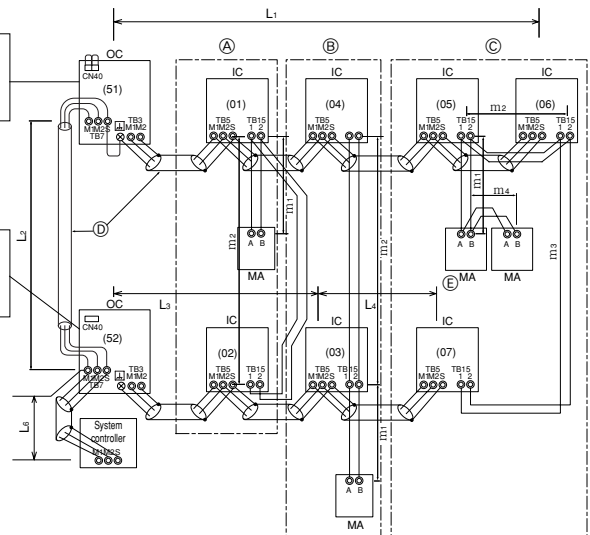 L1
OC
CN40
(51)
TB3
M1M2S
M1M2
TB7
A
IC
(01)
TB5
TB15
M1M2S
1 2
m1
m2
A B
MA
B
IC
(04)
TB5
TB15
M1M2S
1 2
m2
C
IC
(05)
TB5
TB15
M1M2S
1 2
m2
IC
(06)
TB5
TB15
M1M2S
1 2
m1
m4
m3
A B
A B
MA
MA
E
D
L2
L3
L4
OC
CN40
(52)
TB3
M1M2S
M1M2
TB7
IC
(02)
TB5
TB15
M1M2S
1 2
IC
(03)
TB5
TB15
M1M2S
1 2
m1
IC
(07)
TB5
TB15
M1M2S
1 2
L6
System
controller
M1M2S
A B
MA